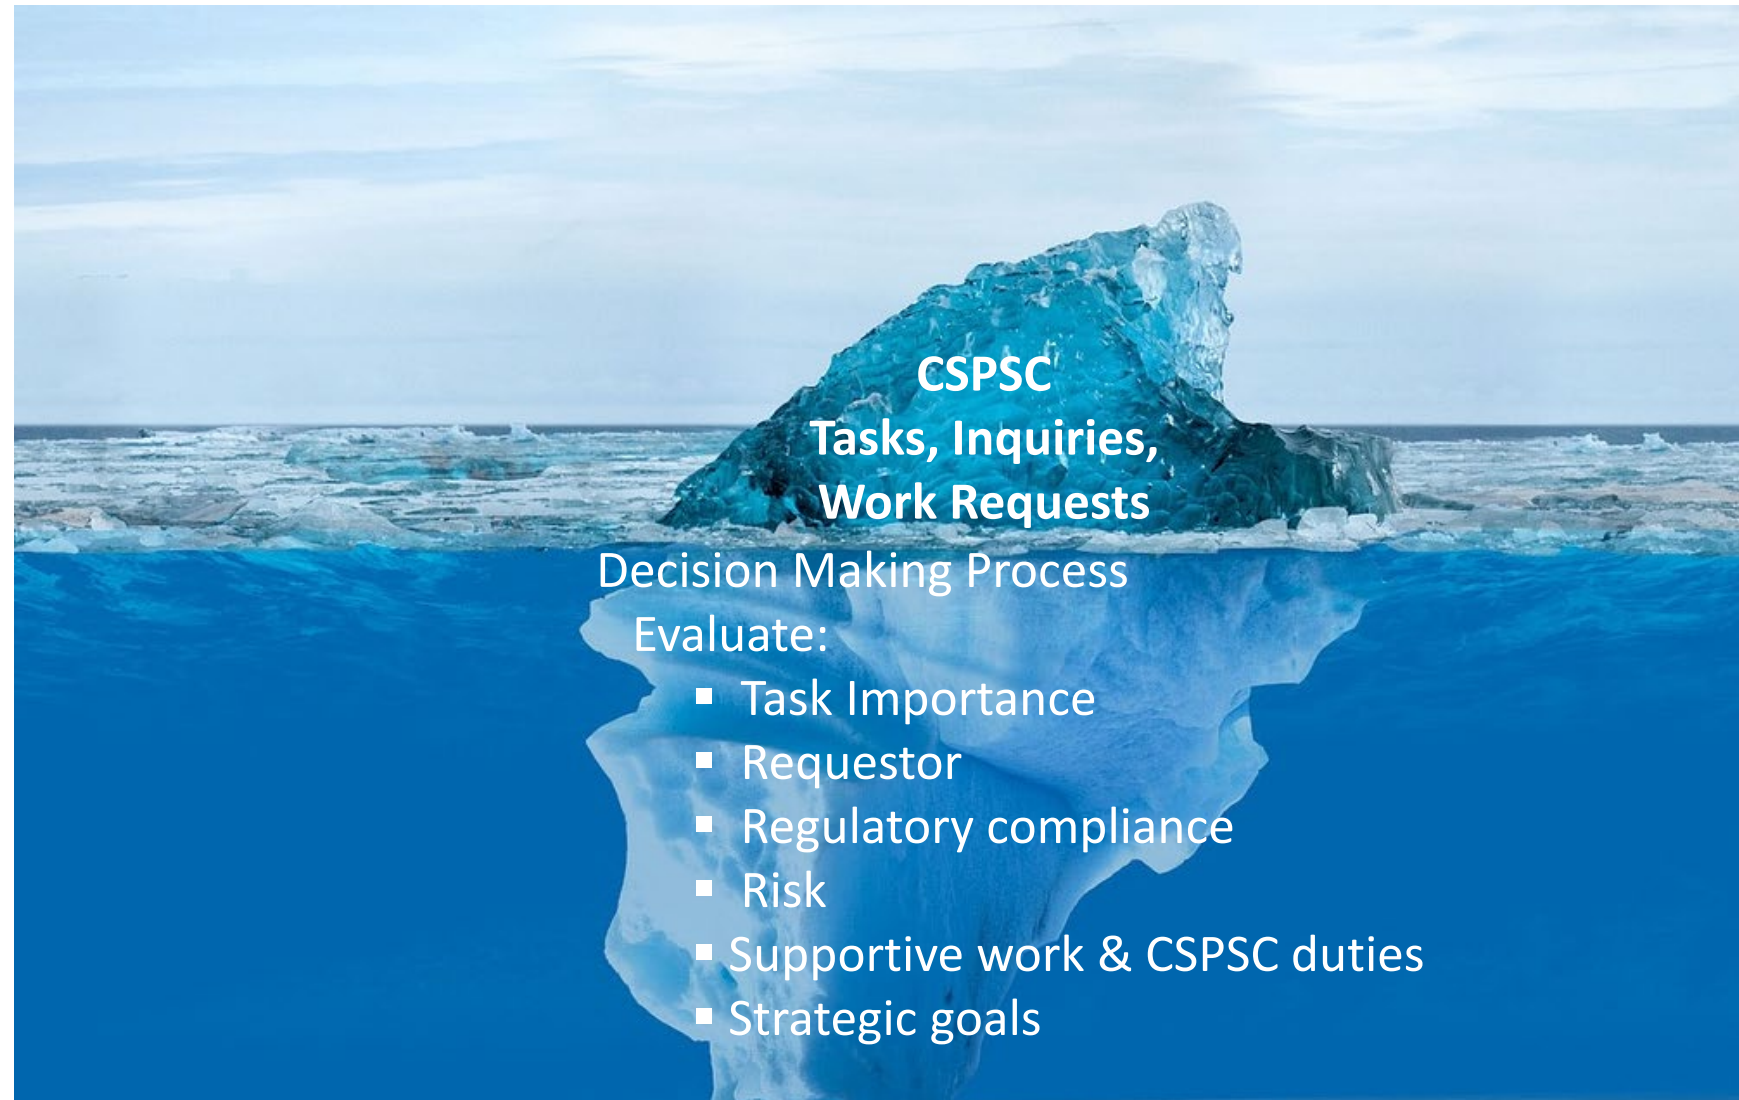 CSPSC
Tasks, Inquiries,
Work Requests
Decision Making Process
Evaluate:
▪ Task Importance
▪ Requestor
▪ Regulatory compliance
▪ Risk
▪ Supportive work & CSPSC duties
▪ Strategic goals